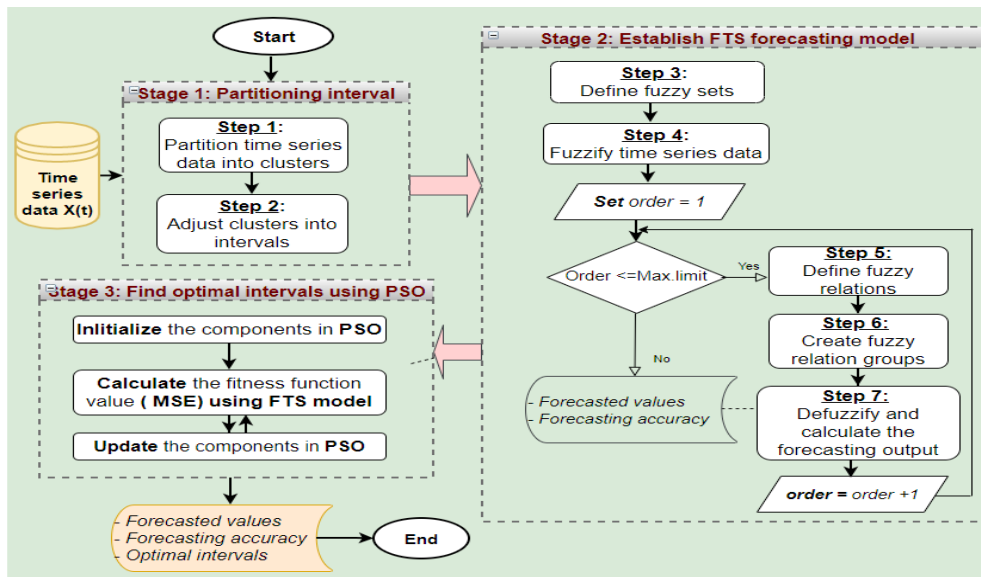 Start
Stage 1: Partitioning interval
Step 1:
Partition time series
data into clusters
Step 2:
Adjust clusters into
intervals
Time
series
data X(t)
Stage 2: Establish FTS forecasting model
Step 3:
Define fuzzy sets
Step 4:
Fuzzify time series data
Set order = 1
Order <=Max.limit
Yes
No
Step 5:
Define fuzzy
relations
Step 6:
Create fuzzy
relation groups
Step 7:
Defuzzify and
calculate the
forecasting output
order = order +1
- Forecasted values
- Forecasting accuracy
Stage 3: Find optimal intervals using PSO
Inlitialize the components in PSO
Calculate the fitness function
value ( MSE) using FTS model
Update the components in PSO
- Forecasted values
- Forecasting accuracy
- Optimal intervals
End